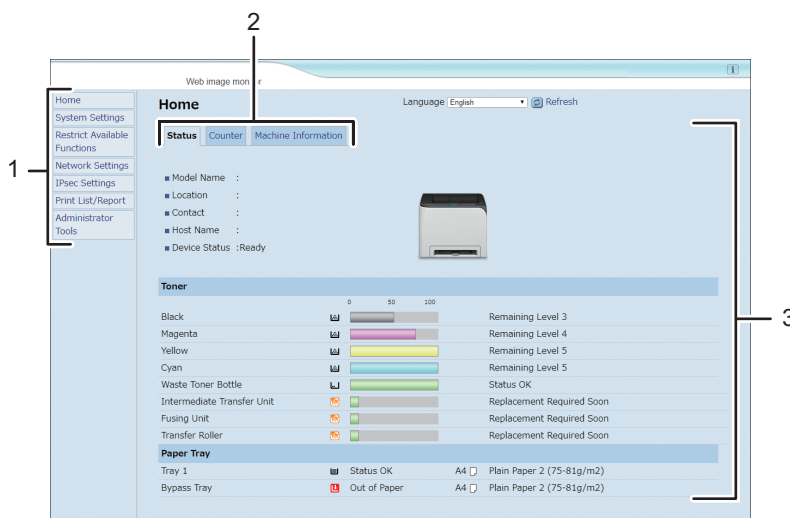 2
Web image monitor
Home
System Settings
Restrict Available
Functions
Network Settings
IPsec Settings
Print List/Report
Administrator
Tools
1
Home
Language English Refresh
Status Counter Machine Information
Model Name :
Location :
Contact :
Host Name :
Device Status :Ready
3
Toner
0 50 100
Black Remaining Level 3
Magenta Remaining Level 4
Yellow Remaining Level 5
Cyan Remaining Level 5
Waste Toner Bottle Status OK
Intermediate Transfer Unit Replacement Required Soon
Fusing Unit Replacement Required Soon
Transfer Roller Replacement Required Soon
Paper Tray
Tray 1 Status OK A4 Plain Paper 2 (75-81g/m2)
Bypass Tray Out of Paper A4 Plain Paper 2 (75-81g/m2)